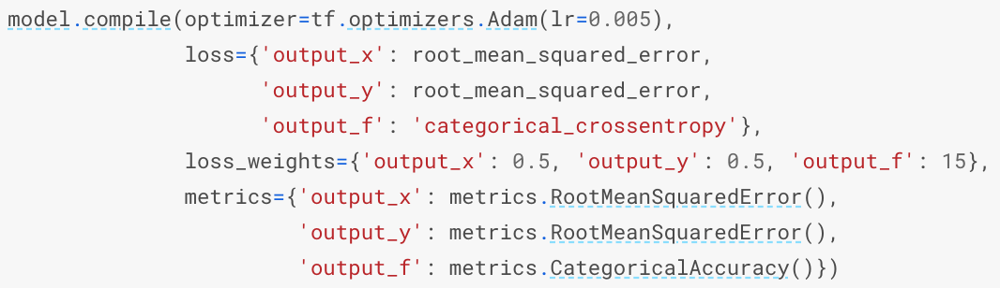 model.compile(optimizer=tf.optimizers.Adam(lr=0.005),
              loss={'output_x': root_mean_squared_error,
                    'output_y': root_mean_squared_error,
                    'output_f': 'categorical_crossentropy'},
              loss_weights={'output_x': 0.5, 'output_y': 0.5, 'output_f': 15},
              metrics={'output_x': metrics.RootMeanSquaredError(),
                       'output_y': metrics.RootMeanSquaredError(),
                       'output_f': metrics.CategoricalAccuracy()})